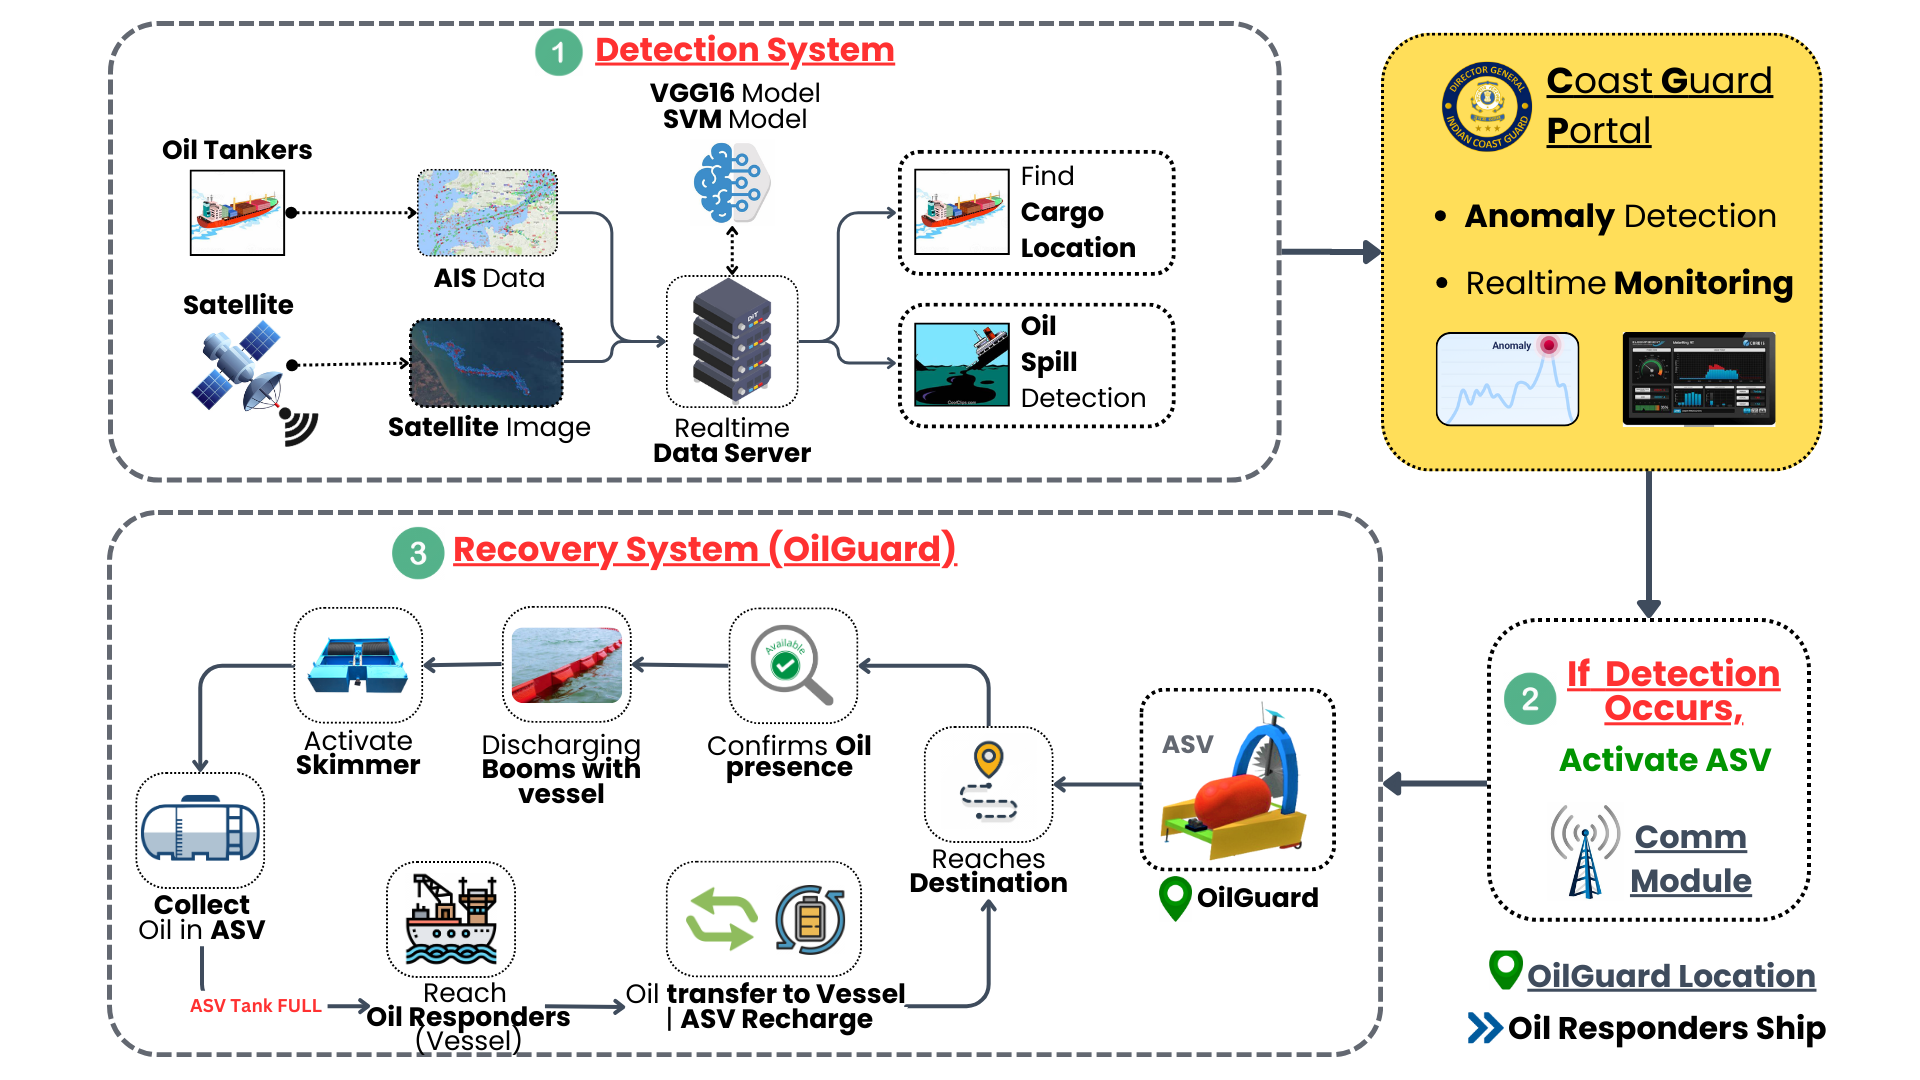 1 Detection System
VGG16 Model
SVM Model
Oil Tankers
AIS Data
Satellite
Satellite Image
Realtime
Data Server
DIT
Find
Cargo
Location
Oil
Spill
Detection
CoolClips.com
DIRECTOR GENERAL
INDIAN COAST GUARD
Coast Guard
Portal
• Anomaly Detection
• Realtime Monitoring
Anomaly
2 If Detection
Occurs,
Activate ASV
Comm
Module
OilGuard Location
Oil Responders Ship
3 Recovery System (OilGuard)
ASV
OilGuard
Reaches
Destination
Available
Confirms Oil
presence
Discharging
Booms with
vessel
Activate
Skimmer
Collect
Oil in ASV
ASV Tank FULL
Reach
Oil Responders
(Vessel)
Oil transfer to Vessel
| ASV Recharge